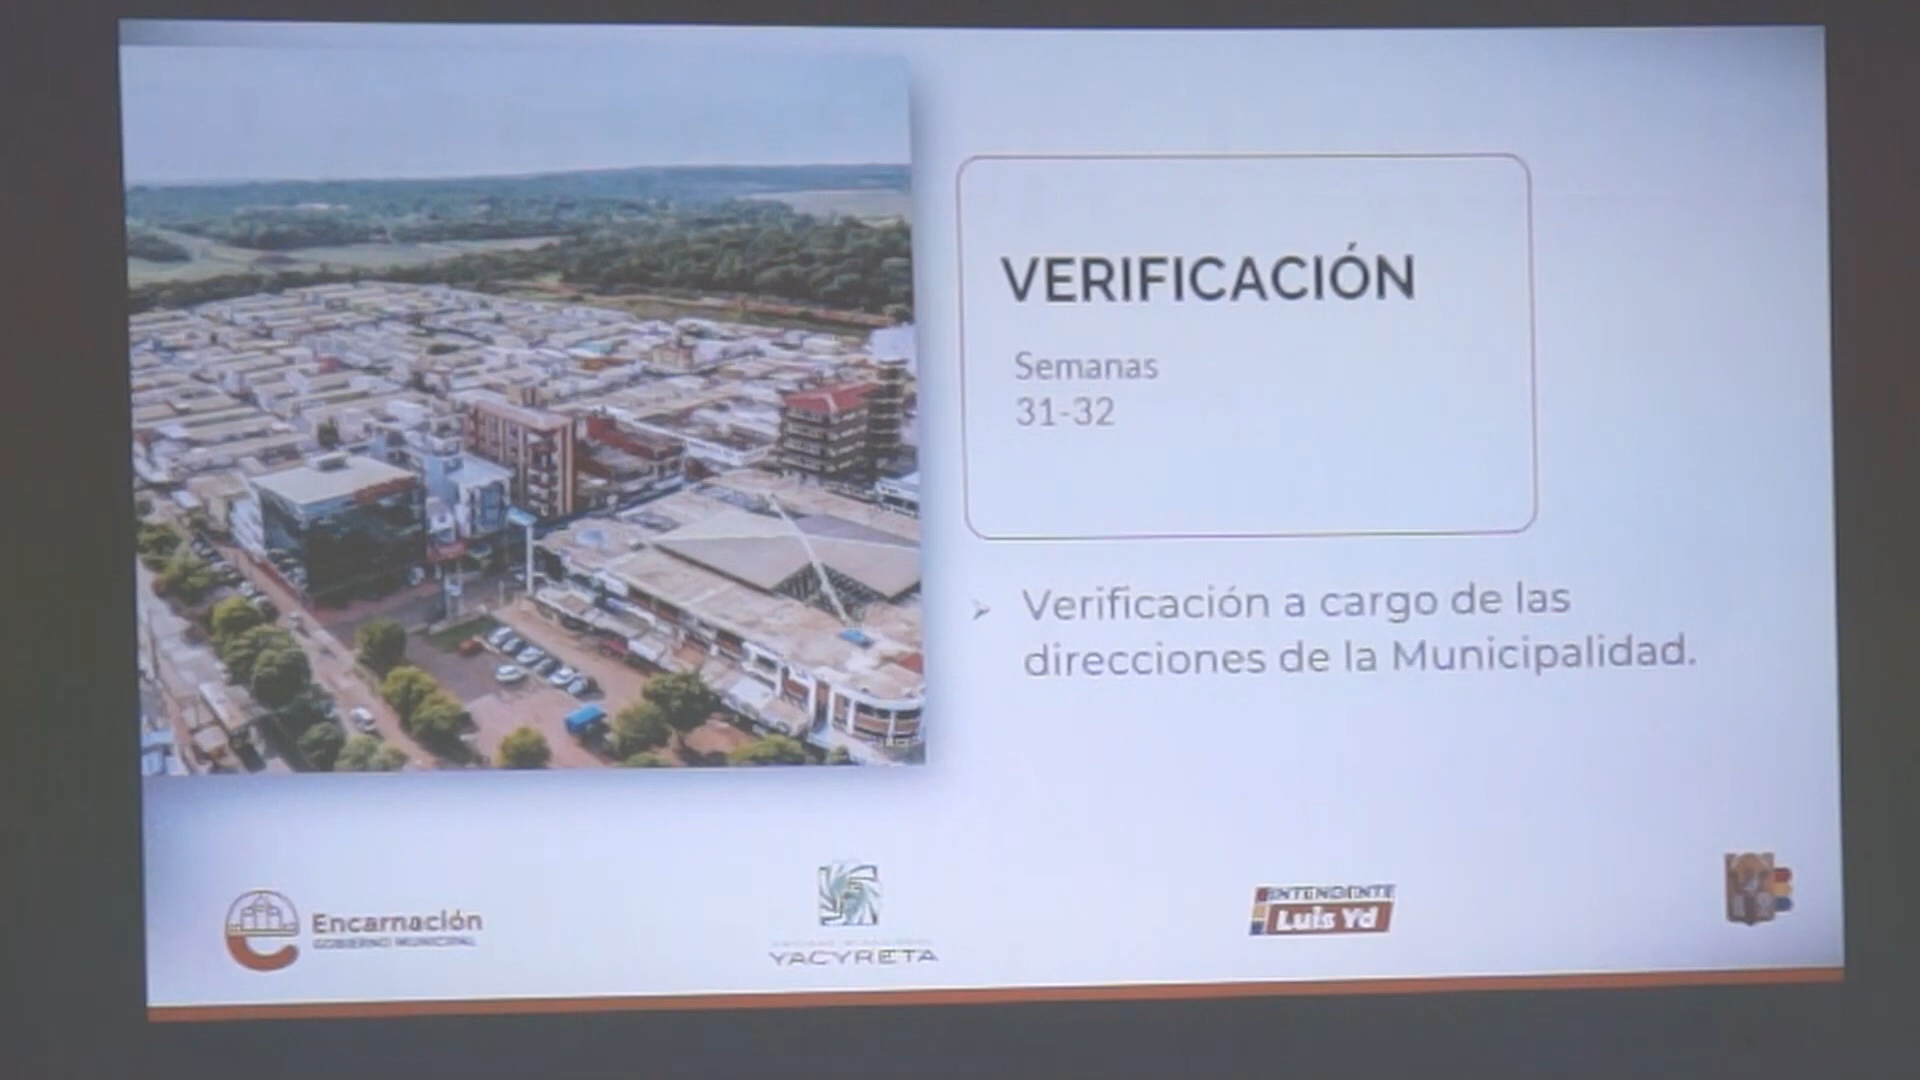 VERIFICACIÓN
Semanas
31-32
➢ Verificación a cargo de las
direcciones de la Municipalidad.
Encarnación
GOBIERNO MUNICIPAL
YACYRETA
INTENDENTE
Luis Yd